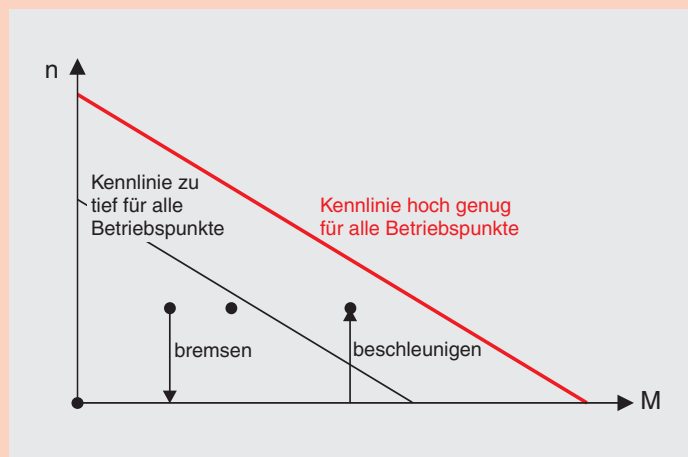 n
Kennlinie zu
tief für alle
Betriebspunkte
Kennlinie hoch genug
für alle Betriebspunkte
bremsen
beschleunigen
M